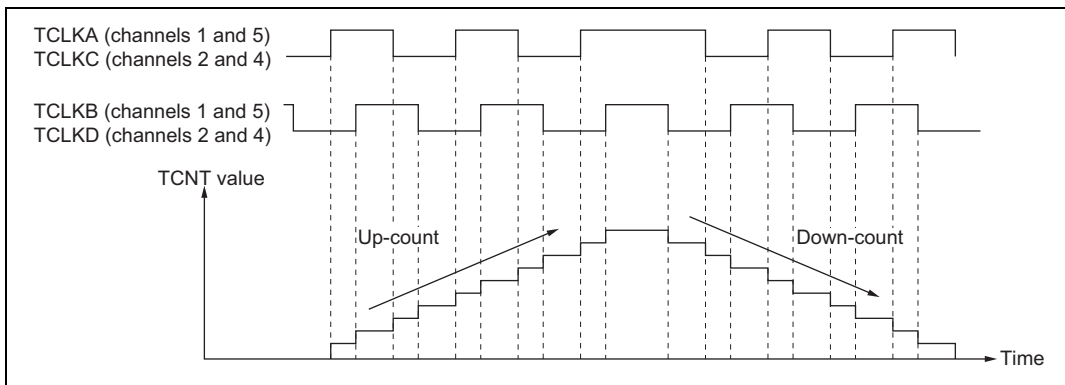 TCLKA (channels 1 and 5)
TCLKC (channels 2 and 4)
TCLKB (channels 1 and 5)
TCLKD (channels 2 and 4)
TCNT value
Up-count
Down-count
Time